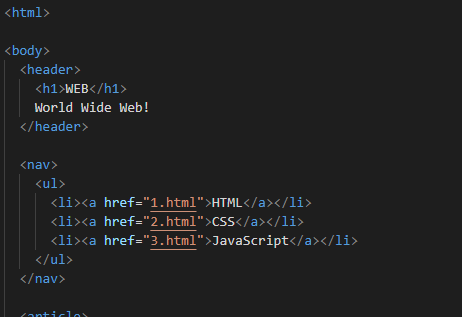 <html>
<body>
<header>
<h1>WEB</h1>
World Wide Web!
</header>
<nav>
<ul>
<li><a href="1.html">HTML</a></li>
<li><a href="2.html">CSS</a></li>
<li><a href="3.html">JavaScript</a></li>
</ul>
</nav>
<article>